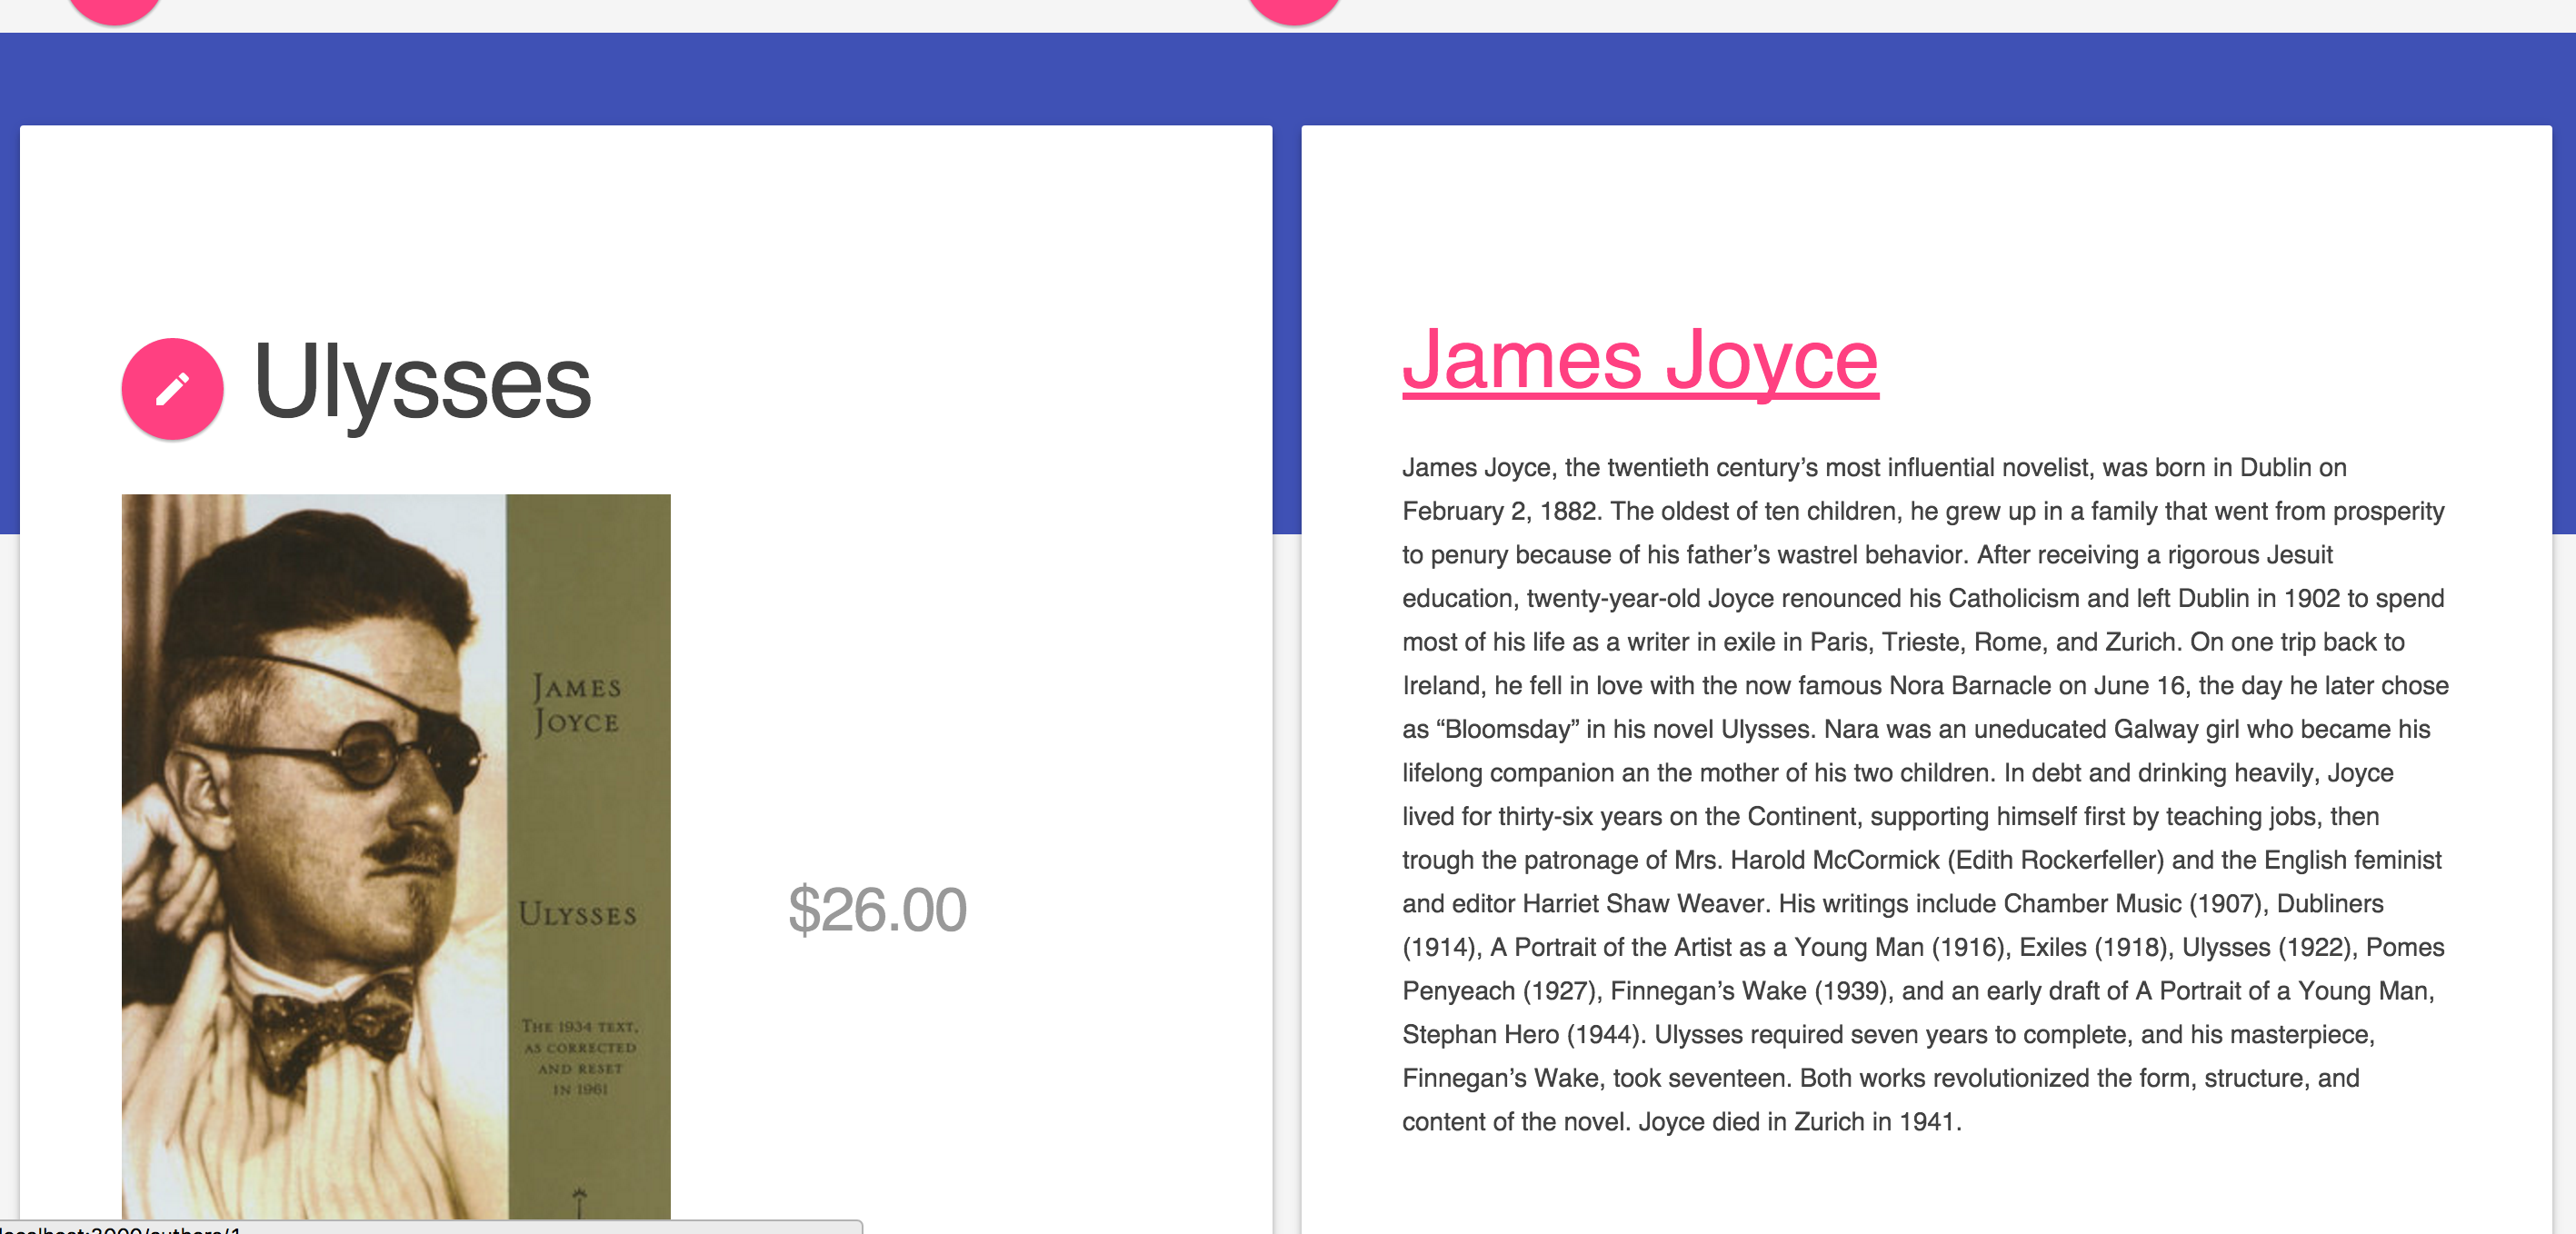 Ulysses
JAMES
JOYCE
ULYSSES
THE 1934 TEXT,
AS CORRECTED
AND RESET
IN 1961
$26.00
James Joyce
James Joyce, the twentieth century’s most influential novelist, was born in Dublin on
February 2, 1882. The oldest of ten children, he grew up in a family that went from prosperity
to penury because of his father’s wastrel behavior. After receiving a rigorous Jesuit
education, twenty-year-old Joyce renounced his Catholicism and left Dublin in 1902 to spend
most of his life as a writer in exile in Paris, Trieste, Rome, and Zurich. On one trip back to
Ireland, he fell in love with the now famous Nora Barnacle on June 16, the day he later chose
as “Bloomsday” in his novel Ulysses. Nara was an uneducated Galway girl who became his
lifelong companion an the mother of his two children. In debt and drinking heavily, Joyce
lived for thirty-six years on the Continent, supporting himself first by teaching jobs, then
trough the patronage of Mrs. Harold McCormick (Edith Rockerfeller) and the English feminist
and editor Harriet Shaw Weaver. His writings include Chamber Music (1907), Dubliners
(1914), A Portrait of the Artist as a Young Man (1916), Exiles (1918), Ulysses (1922), Pomes
Penyeach (1927), Finnegan’s Wake (1939), and an early draft of A Portrait of a Young Man,
Stephan Hero (1944). Ulysses required seven years to complete, and his masterpiece,
Finnegan’s Wake, took seventeen. Both works revolutionized the form, structure, and
content of the novel. Joyce died in Zurich in 1941.